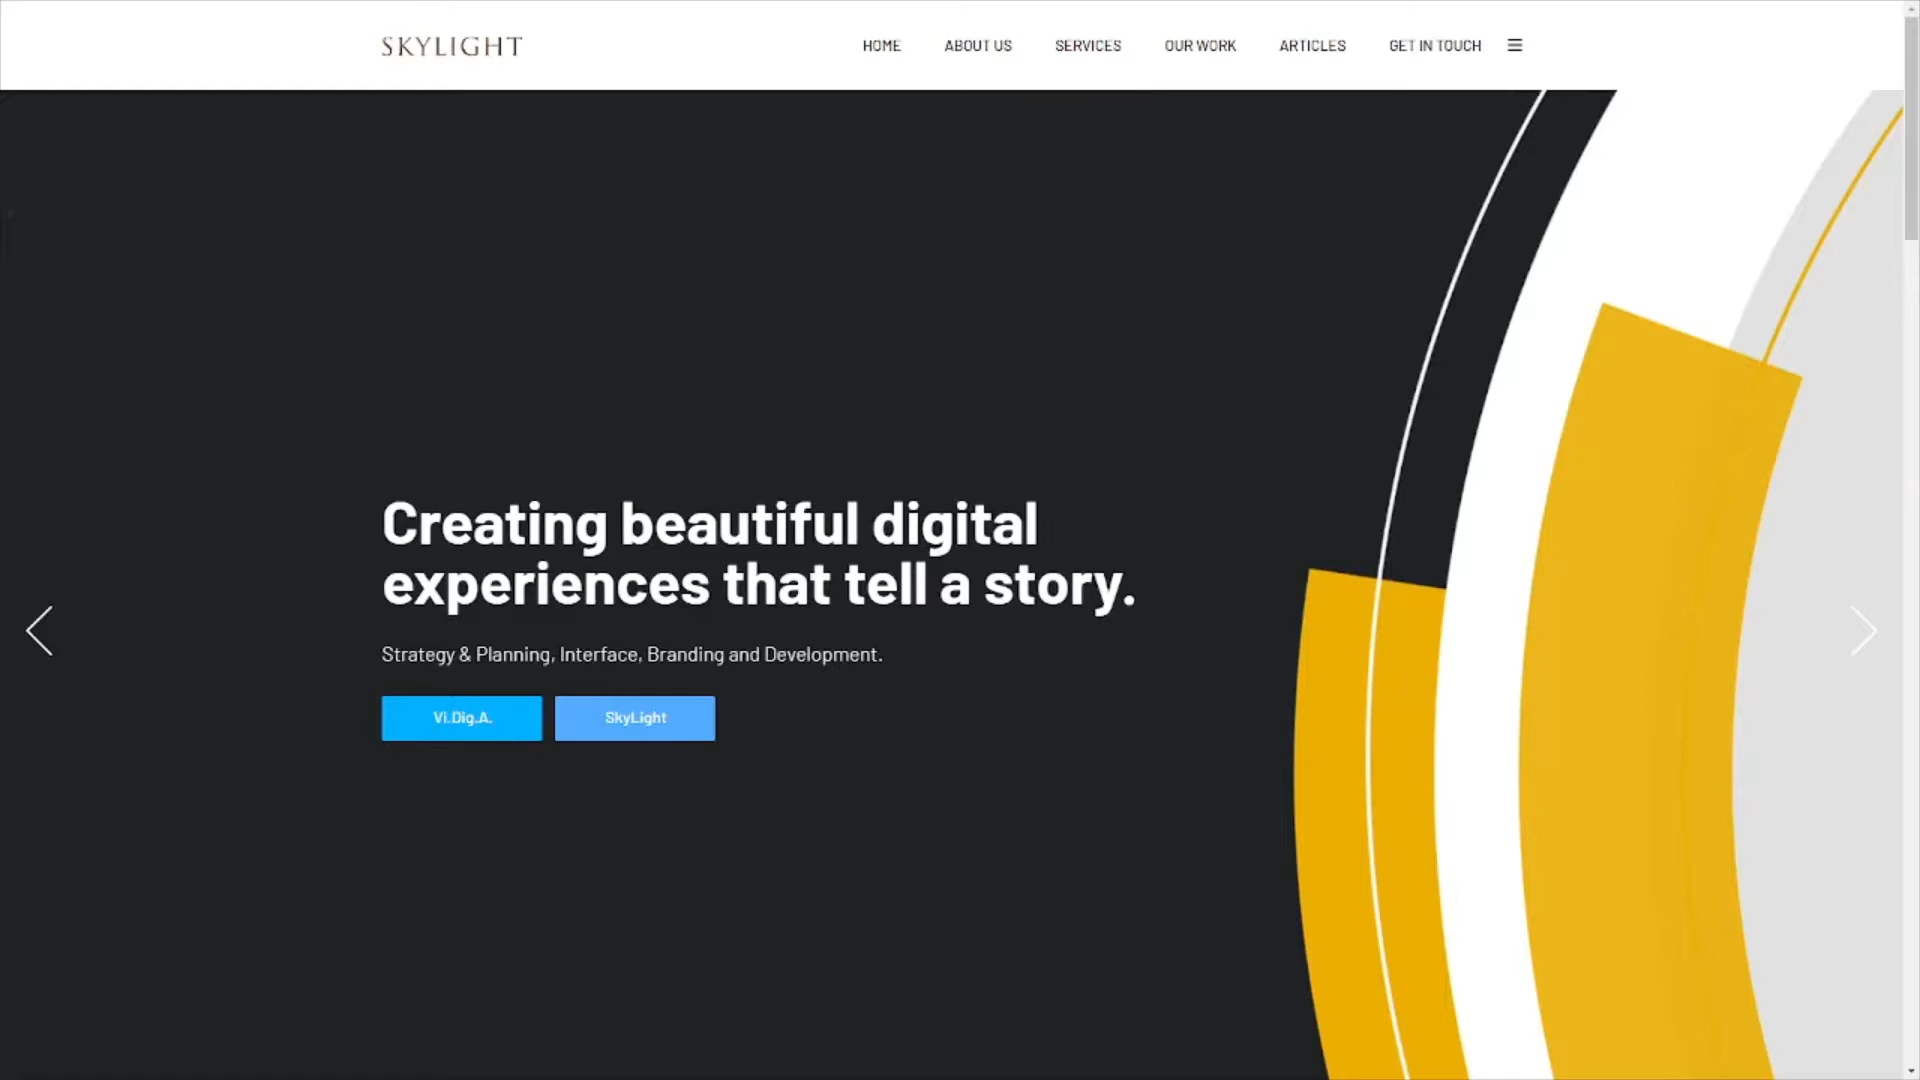 SKYLIGHT
HOME ABOUT US SERVICES OUR WORK ARTICLES GET IN TOUCH
Creating beautiful digital
experiences that tell a story.
Strategy & Planning, Interface, Branding and Development.
Vi.Dig.A. SkyLight